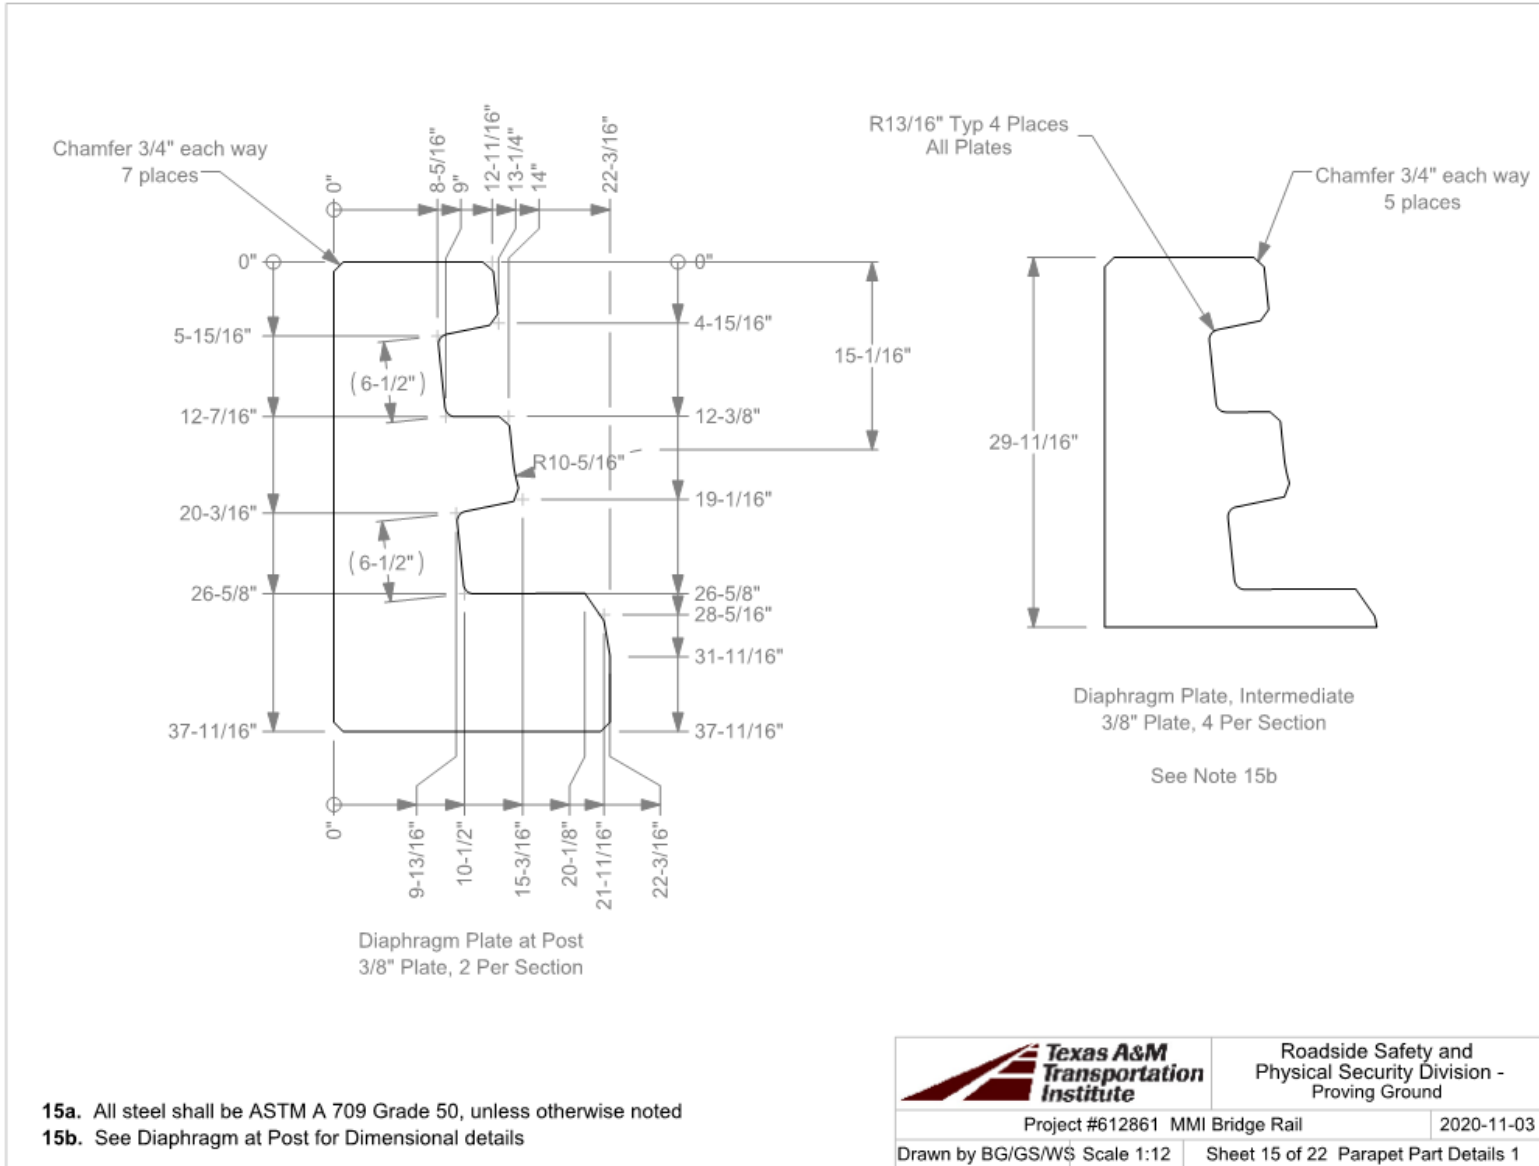 Chamfer 3/4" each way
7 places
0"
8-5/16"
9"
12-11/16"
13-1/4"
14"
22-3/16"
R13/16" Typ 4 Places
All Plates
Chamfer 3/4" each way
5 places
0"
5-15/16"
(6-1/2")
12-7/16"
20-3/16"
(6-1/2")
26-5/8"
37-11/16"
0"
4-15/16"
15-1/16"
12-3/8"
R10-5/16"
19-1/16"
26-5/8"
28-5/16"
31-11/16"
37-11/16"
29-11/16"
0"
9-13/16"
10-1/2"
15-3/16"
20-1/8"
21-11/16"
22-3/16"
Diaphragm Plate at Post
3/8" Plate, 2 Per Section
Diaphragm Plate, Intermediate
3/8" Plate, 4 Per Section
See Note 15b
15a. All steel shall be ASTM A 709 Grade 50, unless otherwise noted
15b. See Diaphragm at Post for Dimensional details
Texas A&M
Transportation
Institute
Roadside Safety and
Physical Security Division -
Proving Ground
Project #612861 MMI Bridge Rail
2020-11-03
Drawn by BG/GS/WS
Scale 1:12
Sheet 15 of 22 Parapet Part Details 1